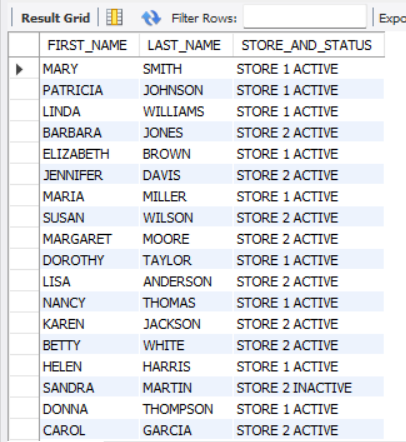 Result Grid Filter Rows: Expo
FIRST_NAME LAST_NAME STORE_AND_STATUS
MARY SMITH STORE 1 ACTIVE
PATRICIA JOHNSON STORE 1 ACTIVE
LINDA WILLIAMS STORE 1 ACTIVE
BARBARA JONES STORE 2 ACTIVE
ELIZABETH BROWN STORE 1 ACTIVE
JENNIFER DAVIS STORE 2 ACTIVE
MARIA MILLER STORE 1 ACTIVE
SUSAN WILSON STORE 2 ACTIVE
MARGARET MOORE STORE 2 ACTIVE
DOROTHY TAYLOR STORE 1 ACTIVE
LISA ANDERSON STORE 2 ACTIVE
NANCY THOMAS STORE 1 ACTIVE
KAREN JACKSON STORE 2 ACTIVE
BETTY WHITE STORE 2 ACTIVE
HELEN HARRIS STORE 1 ACTIVE
SANDRA MARTIN STORE 2 INACTIVE
DONNA THOMPSON STORE 1 ACTIVE
CAROL GARCIA STORE 2 ACTIVE